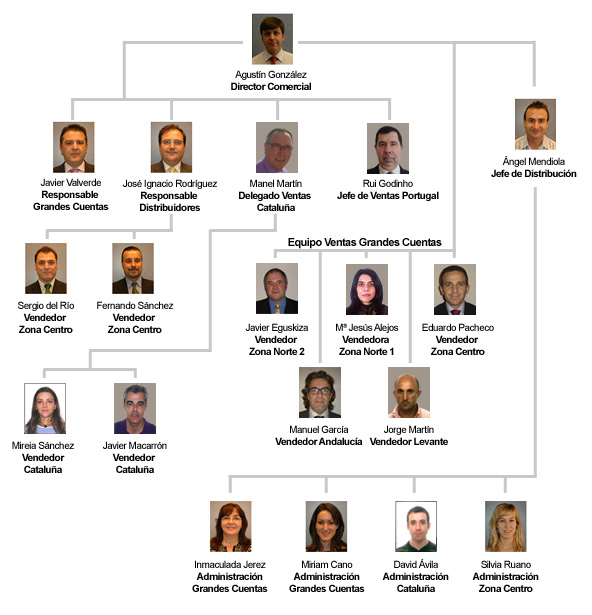 Agustín González
Director Comercial
Javier Valverde
Responsable
Grandes Cuentas
José Ignacio Rodríguez
Responsable
Distribuidores
Manel Martín
Delegado Ventas
Cataluña
Rui Godinho
Jefe de Ventas Portugal
Ángel Mendiola
Jefe de Distribución
Equipo Ventas Grandes Cuentas
Sergio del Río
Vendedor
Zona Centro
Fernando Sánchez
Vendedor
Zona Centro
Javier Eguskiza
Vendedor
Zona Norte 2
Mª Jesús Alejos
Vendedora
Zona Norte 1
Eduardo Pacheco
Vendedor
Zona Centro
Manuel García
Vendedor Andalucía
Jorge Martín
Vendedor Levante
Mireia Sánchez
Vendedor
Cataluña
Javier Macarrón
Vendedor
Cataluña
Inmaculada Jerez
Administración
Grandes Cuentas
Miriam Cano
Administración
Grandes Cuentas
David Ávila
Administración
Cataluña
Silvia Ruano
Administración
Zona Centro